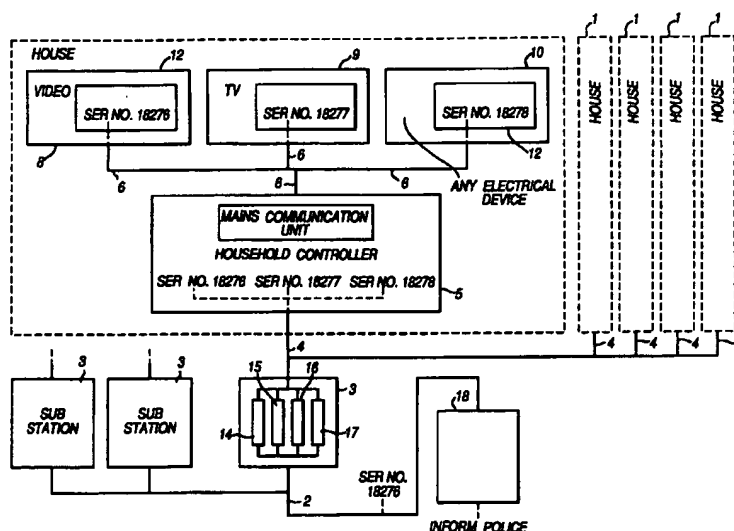 HOUSE
12
9
10
1
1
1
1
VIDEO
SER NO. 18276
TV
SER NO. 18277
SER NO. 18278
12
HOUSE
HOUSE
HOUSE
HOUSE
8
6
6
6
6
ANY ELECTRICAL DEVICE
MAINS COMMUNICATION UNIT
HOUSEHOLD CONTROLLER
SER NO. 18276 SER NO. 18277 SER NO. 18278
5
4
4
4
4
3
3
15
16
3
18
SUB STATION
SUB STATION
14
17
SER NO. 18276
2
INFORM POLICE